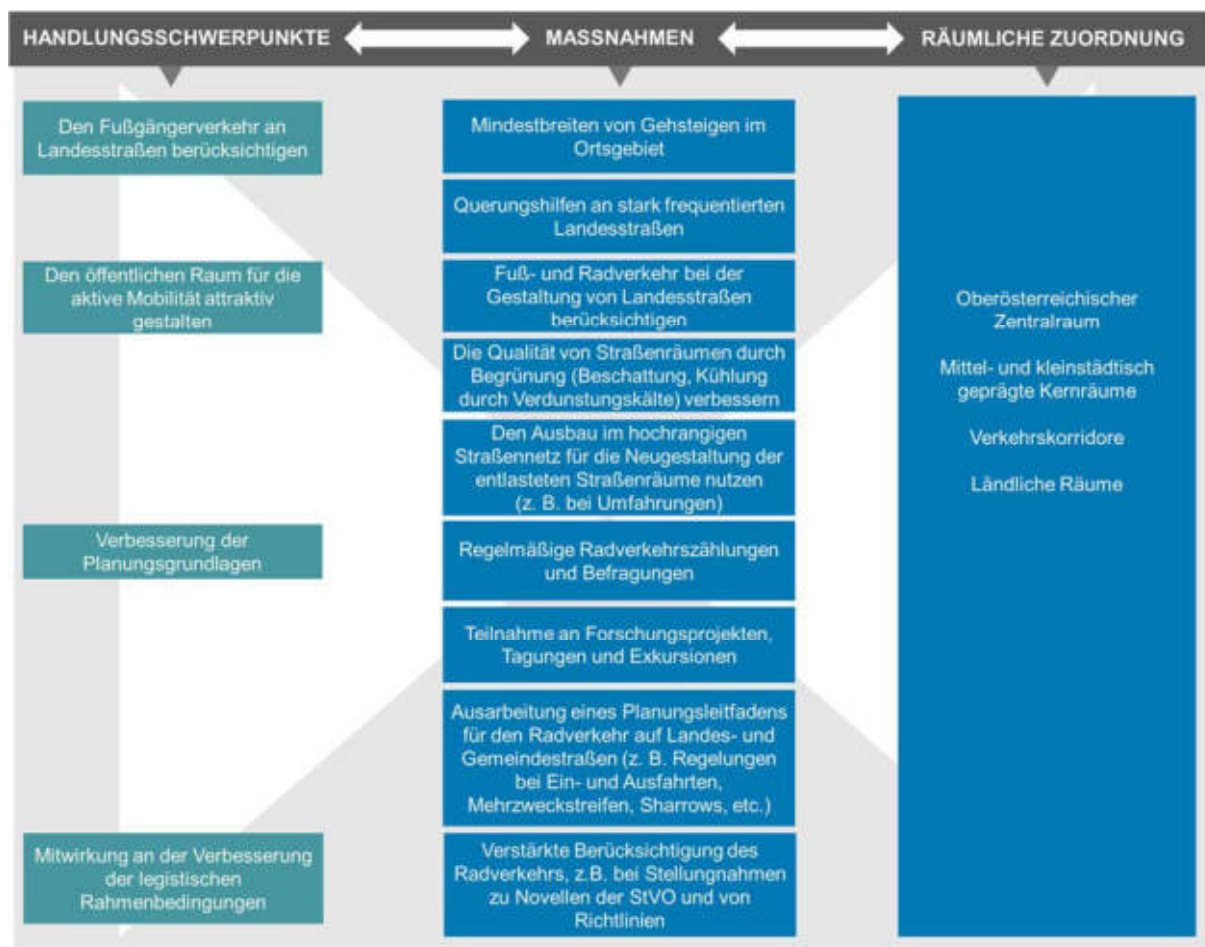 HANDLUNGSSCHWERPUNKTE
MASSNAHMEN
RÄUMLICHE ZUORDNUNG
Den Fußgängerverkehr an
Landesstraßen berücksichtigen
Den öffentlichen Raum für die
aktive Mobilität attraktiv
gestalten
Verbesserung der
Planungsgrundlagen
Mitwirkung an der Verbesserung
der legistischen
Rahmenbedingungen
Mindestbreiten von Gehsteigen im
Ortsgebiet
Querungshilfen an stark frequentierten
Landesstraßen
Fuß- und Radverkehr bei der
Gestaltung von Landesstraßen
berücksichtigen
Die Qualität von Straßenräumen durch
Begrünung (Beschattung, Kühlung
durch Verdunstungskälte) verbessern
Den Ausbau im hochrangigen
Straßennetz für die Neugestaltung der
entlasteten Straßenräume nutzen
(z. B. bei Umfahrungen)
Regelmäßige Radverkehrszählungen
und Befragungen
Teilnahme an Forschungsprojekten,
Tagungen und Exkursionen
Ausarbeitung eines Planungsleitfadens
für den Radverkehr auf Landes- und
Gemeindestraßen (z. B. Regelungen
bei Ein- und Ausfahrten,
Mehrzweckstreifen, Sharrows, etc.)
Verstärkte Berücksichtigung des
Radverkehrs, z.B. bei Stellungnahmen
zu Novellen der StVO und von
Richtlinien
Oberösterreichischer
Zentralraum
Mittel- und kleinstädtisch
geprägte Kernräume
Verkehrskorridore
Ländliche Räume